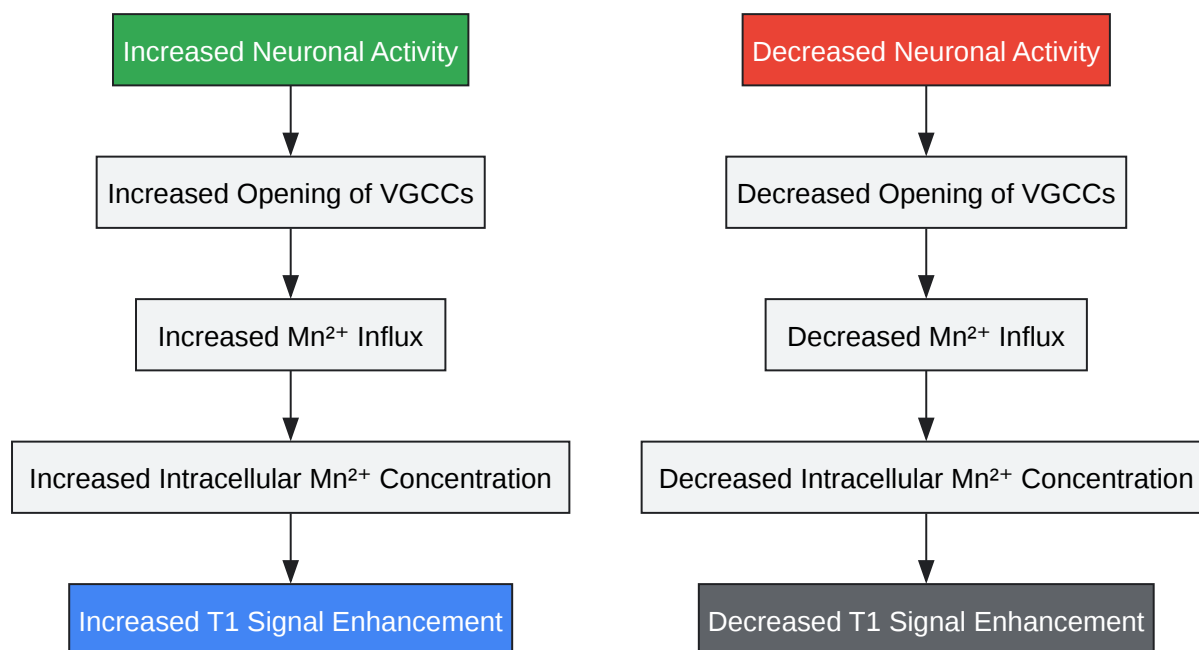 Increased Neuronal Activity
Increased Opening of VGCCs
Increased Mn²⁺ Influx
Increased Intracellular Mn²⁺ Concentration
Increased T1 Signal Enhancement
Decreased Neuronal Activity
Decreased Opening of VGCCs
Decreased Mn²⁺ Influx
Decreased Intracellular Mn²⁺ Concentration
Decreased T1 Signal Enhancement